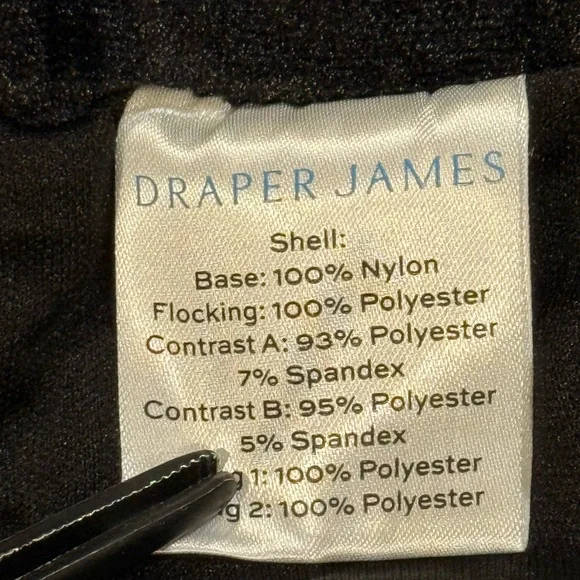 DRAPER JAMES
Shell:
Base: 100% Nylon
Flocking: 100% Polyester
Contrast A: 93% Polyester
7% Spandex
Contrast B: 95% Polyester
5% Spandex
1: 100% Polyester
2: 100% Polyester